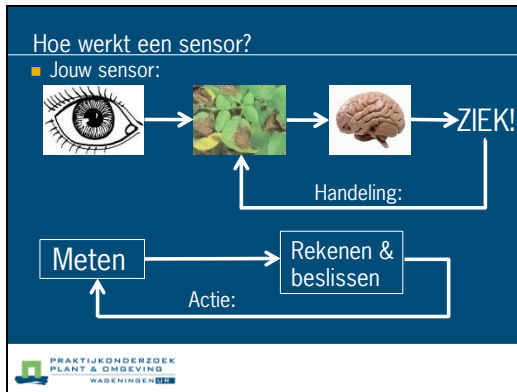 Hoe werkt een sensor?
Jouw sensor:
ZIEK!
Handeling:
Meten
Rekenen &
beslissen
Actie:
PRAKTIJKONDERZOEK
PLANT & OMGEVING
WAGENINGEN UR